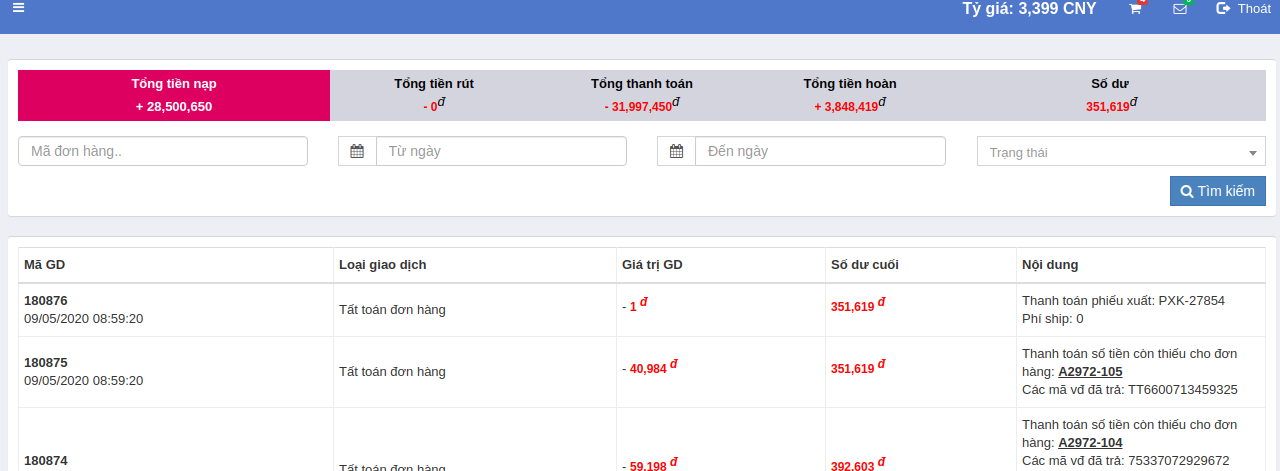 Tỷ giá: 3,399 CNY Thoát
Tổng tiền nạp Tổng tiền rút Tổng thanh toán Tổng tiền hoàn Số dư
+ 28,500,650 - 0đ - 31,997,450đ + 3,848,419đ 351,619đ
Mã đơn hàng.. Từ ngày Đến ngày Trạng thái
Tìm kiếm
Mã GD Loại giao dịch Giá trị GD Số dư cuối Nội dung
180876
09/05/2020 08:59:20
Tất toán đơn hàng
- 1 đ
351,619 đ
Thanh toán phiếu xuất: PXK-27854
Phí ship: 0
180875
09/05/2020 08:59:20
Tất toán đơn hàng
- 40,984 đ
351,619 đ
Thanh toán số tiền còn thiếu cho đơn
hàng: A2972-105
Các mã vđ đã trả: TT6600713459325
180874
Tất toán đơn hàng
- 59,198 đ
392,603 đ
Thanh toán số tiền còn thiếu cho đơn
hàng: A2972-104
Các mã vđ đã trả: 75337072929672